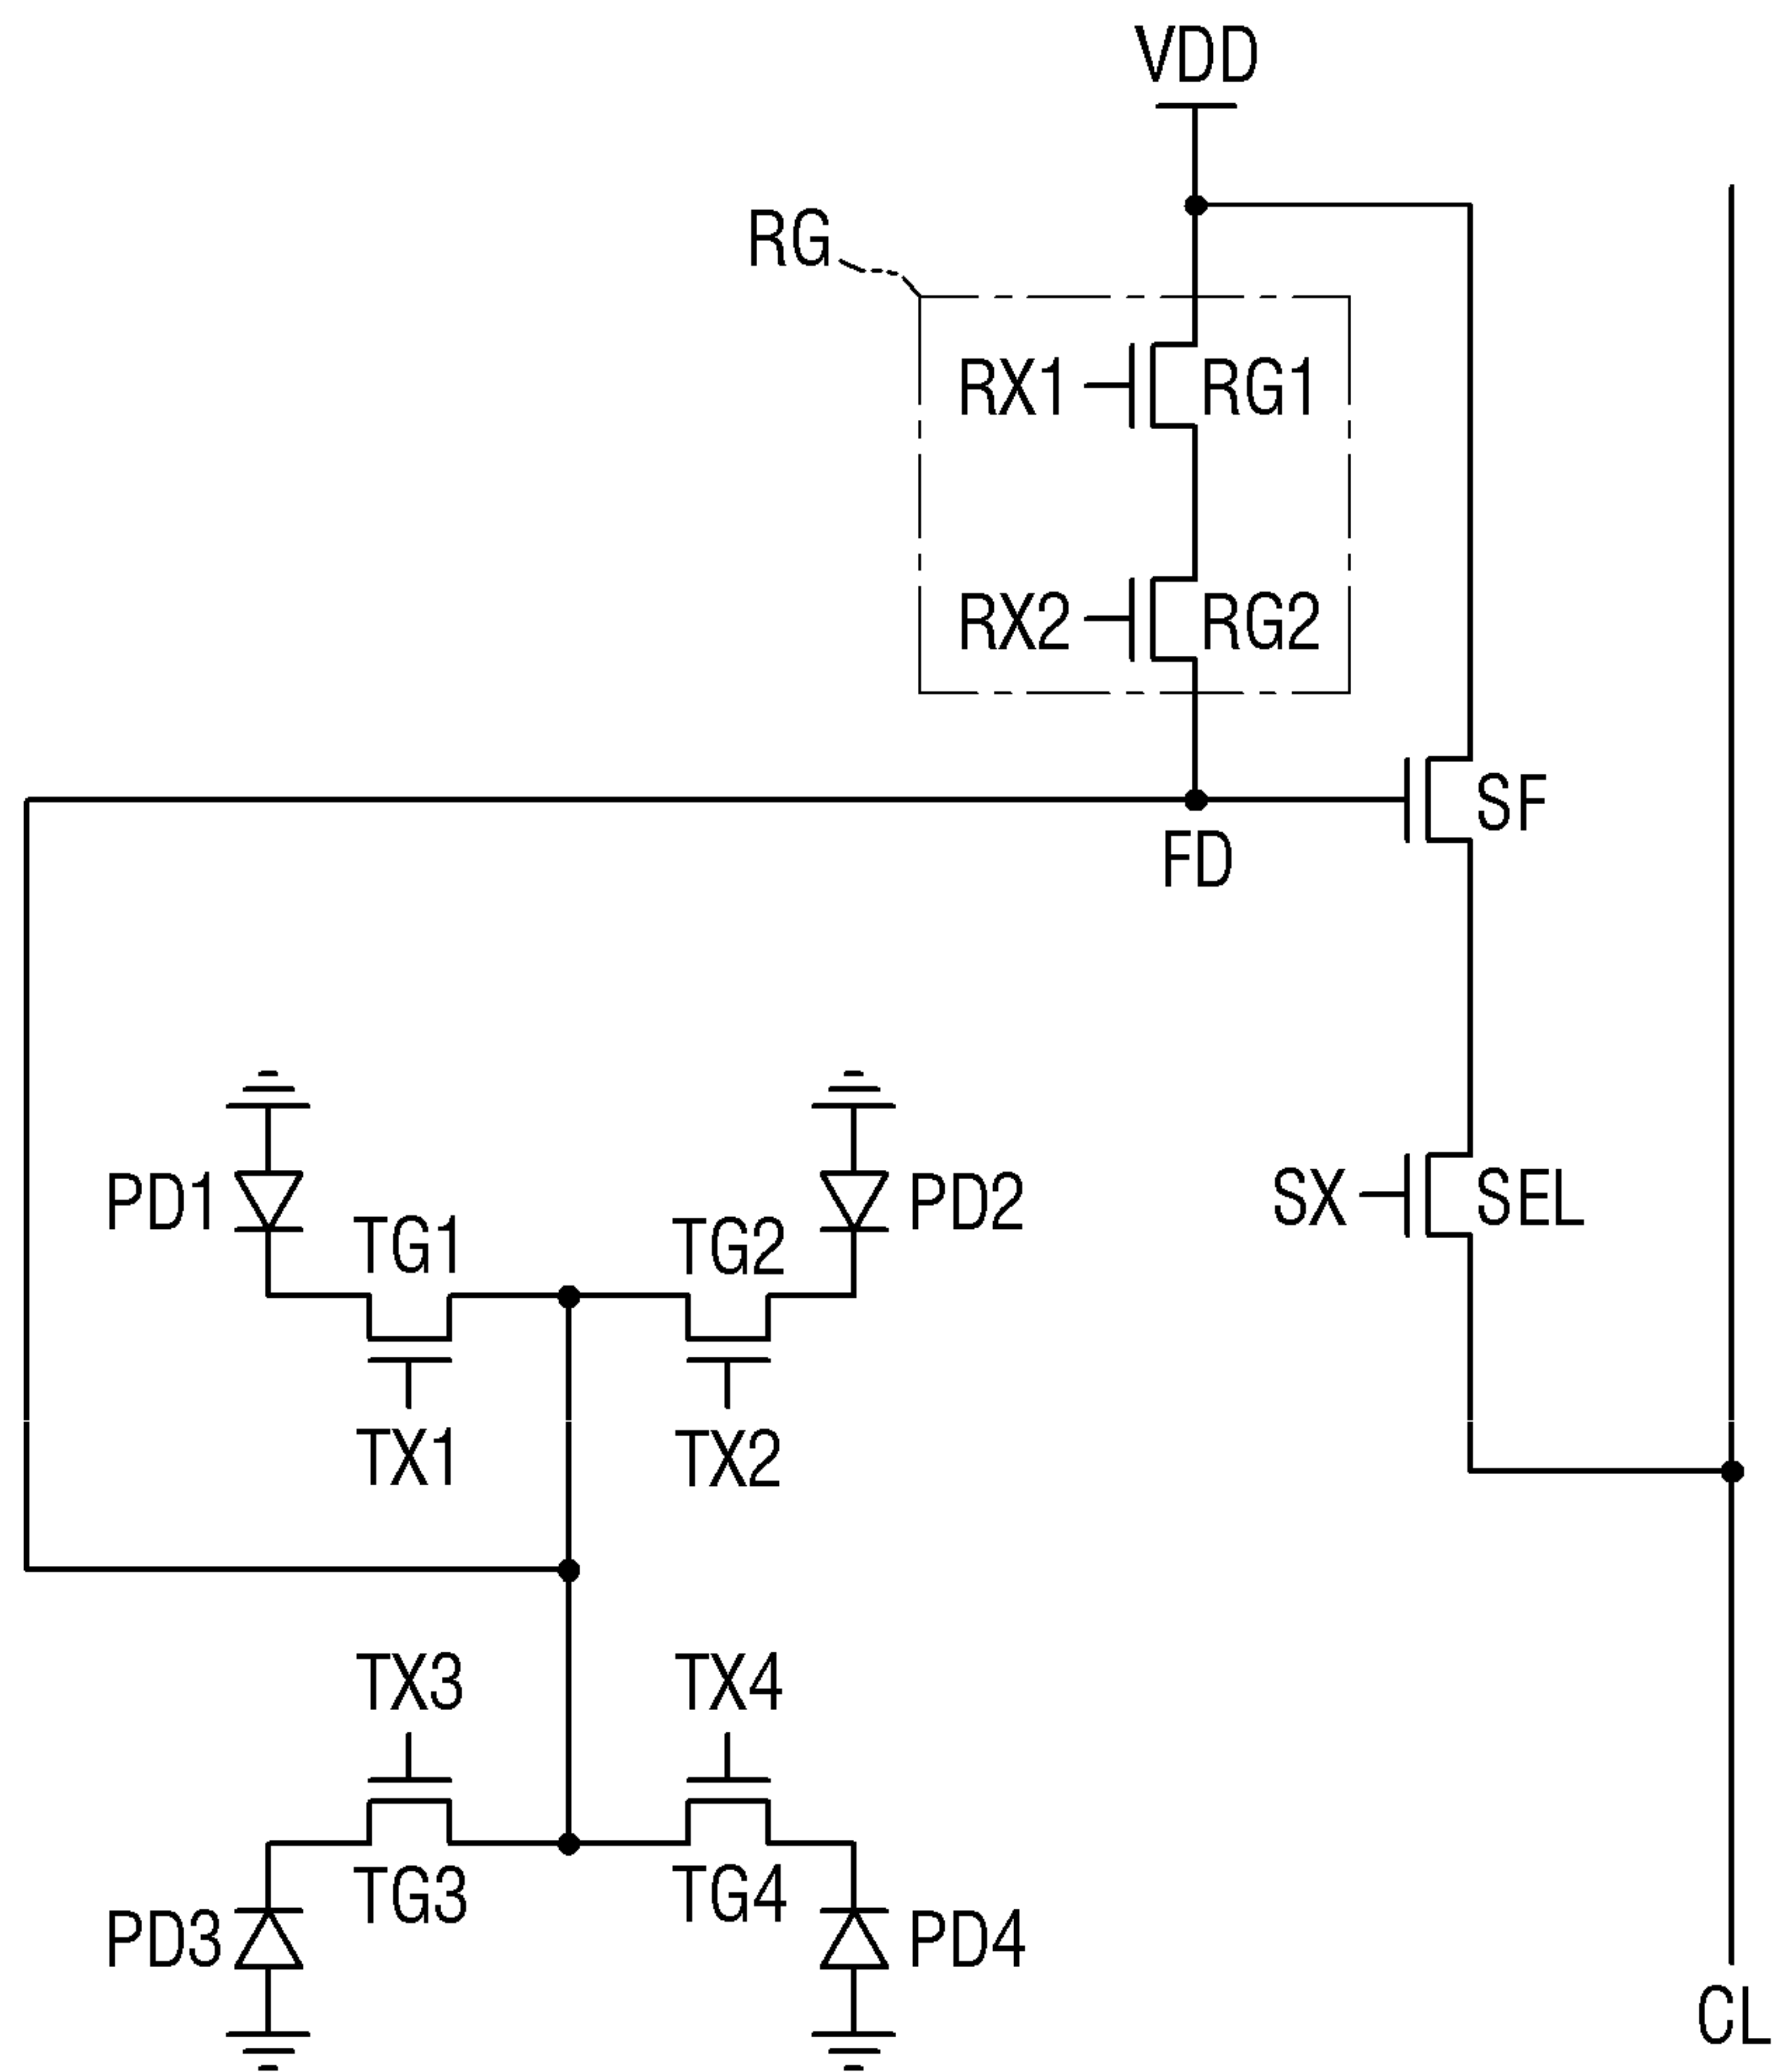 VDD
RG
RX1 RG1
RX2 RG2
SF
FD
PD1 TG1 TG2 PD2
SX SEL
TX1 TX2
TX3 TX4
TG3 TG4
PD3 PD4
CL